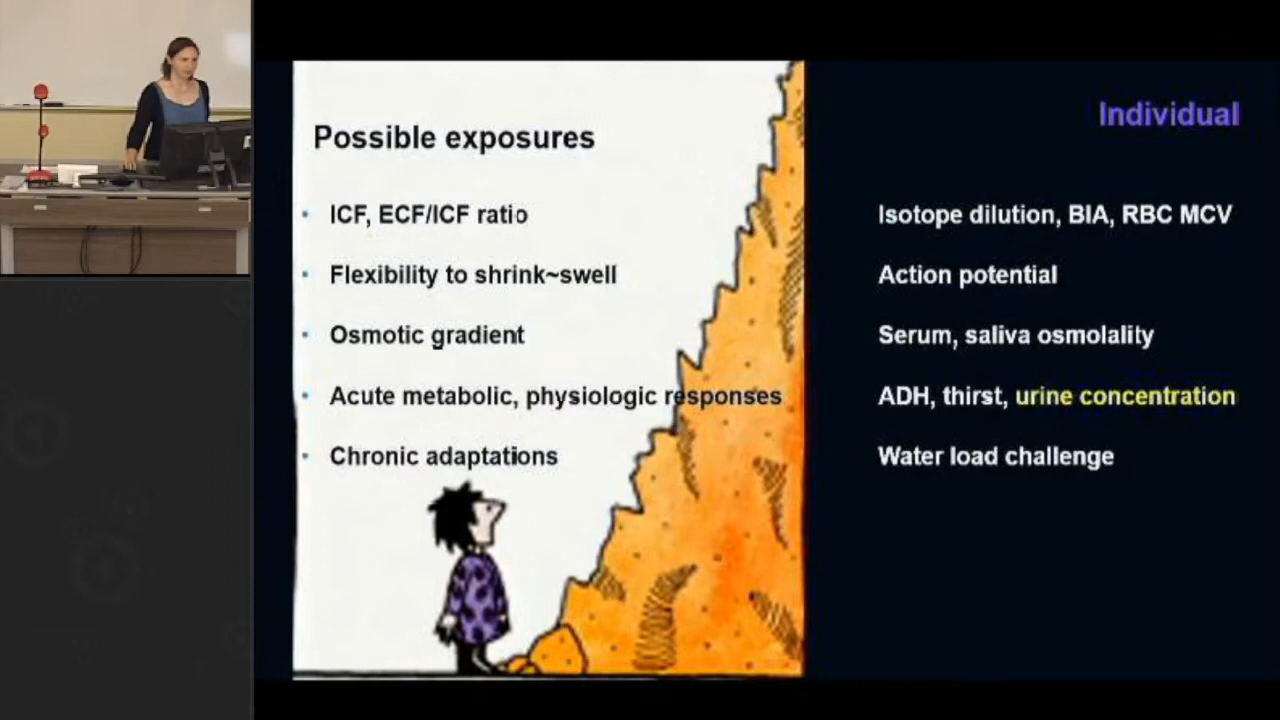 Individual
Possible exposures
• ICF, ECF/ICF ratio
Isotope dilution, BIA, RBC MCV
• Flexibility to shrink~swell
Action potential
• Osmotic gradient
Serum, saliva osmolality
• Acute metabolic, physiologic responses
ADH, thirst, urine concentration
• Chronic adaptations
Water load challenge